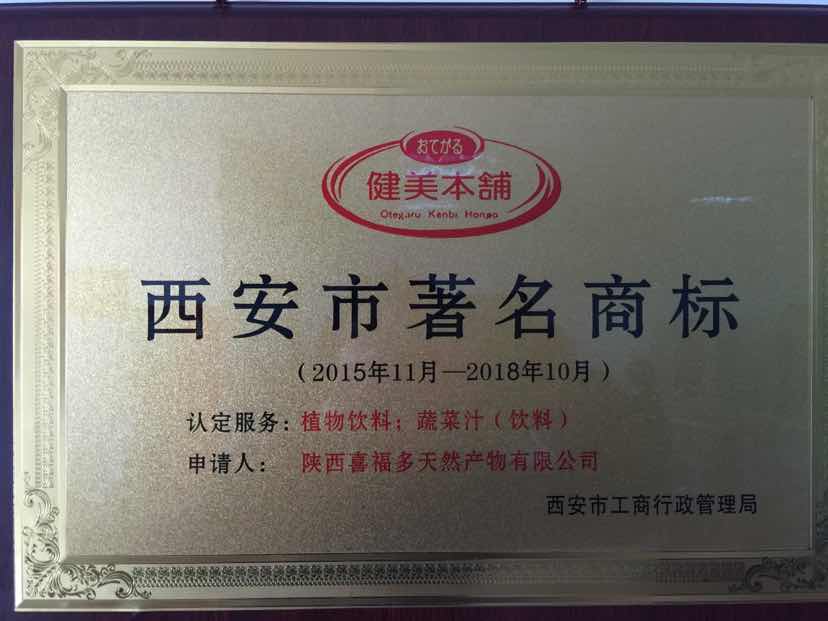 おてがる
健美本舗
Otegaru Kenbi Honpo
西安市著名商标
（2015年11月—2018年10月）
认定服务：植物饮料；蔬菜汁（饮料）
申请人： 陕西喜福多天然产物有限公司
西安市工商行政管理局